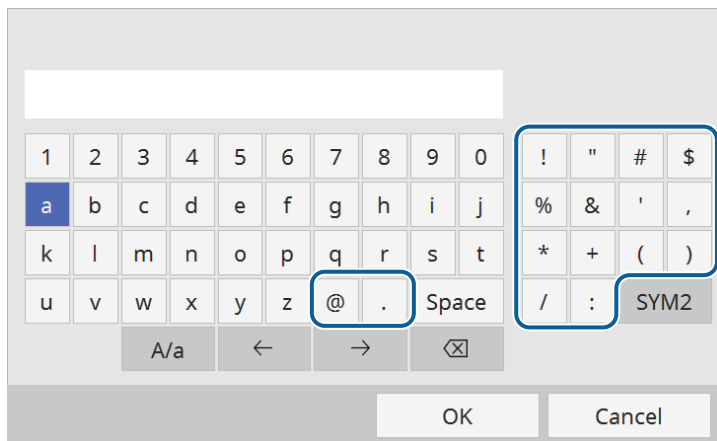 1 2 3 4 5 6 7 8 9 0 ! " # $
a b c d e f g h i j % & ' ,
k l m n o p q r s t * + ( )
u v w x y z @ . Space / : SYM2
A/a ← → ⌫
OK Cancel